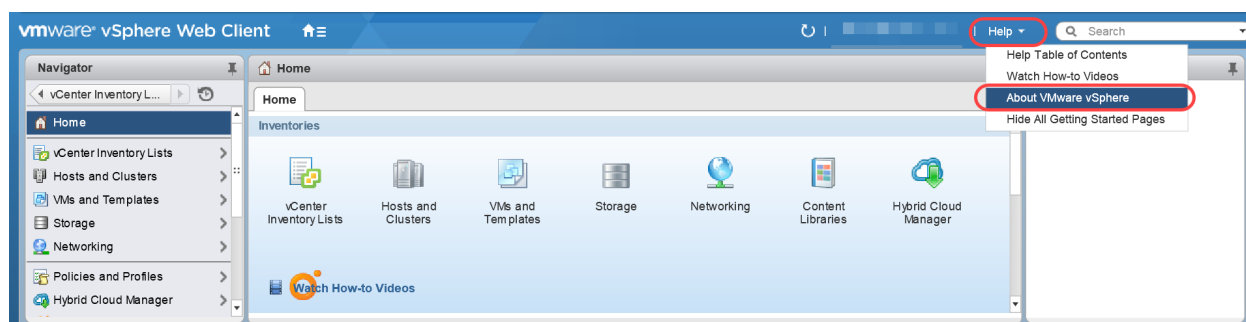 vmware® vSphere Web Client
Help
Search
Help Table of Contents
Watch How-to Videos
About VMware vSphere
Hide All Getting Started Pages
Navigator
vCenter Inventory L...
Home
vCenter Inventory Lists
Hosts and Clusters
VMs and Templates
Storage
Networking
Policies and Profiles
Hybrid Cloud Manager
Home
Home
Inventories
vCenter
Inventory Lists
Hosts and
Clusters
VMs and
Templates
Storage
Networking
Content
Libraries
Hybrid Cloud
Manager
Watch How-to Videos